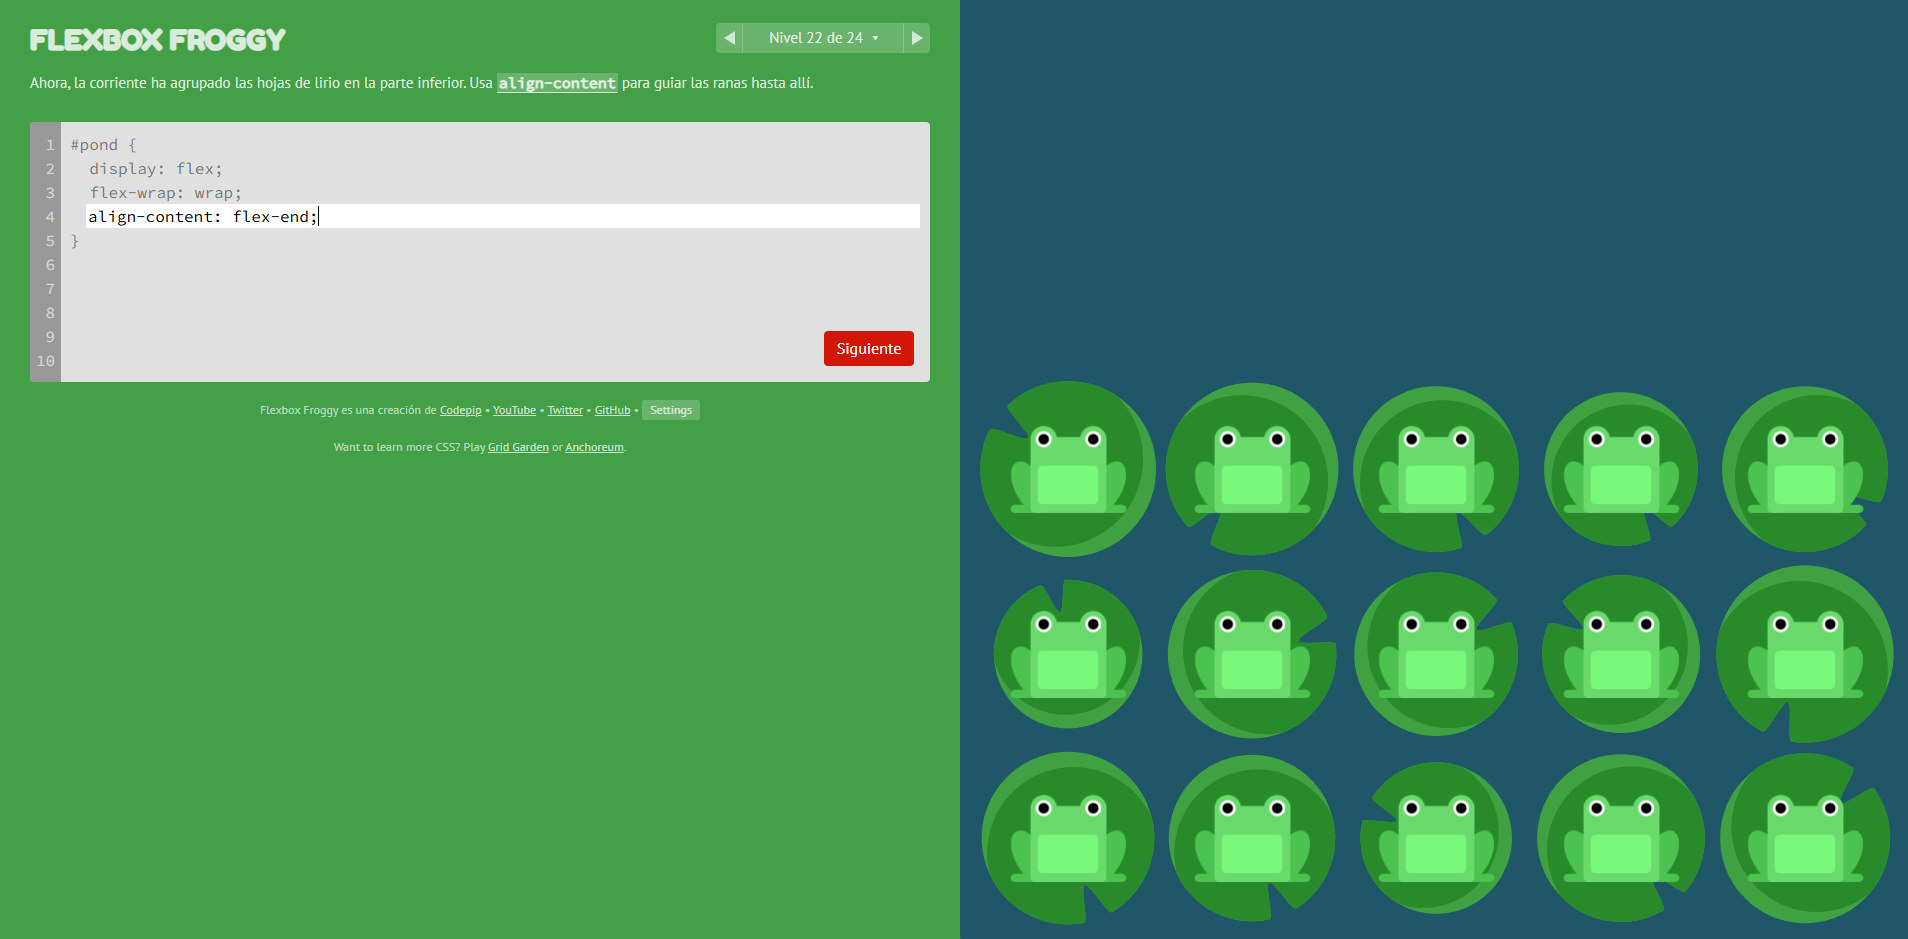 FLEXBOX FROGGY
◀ Nivel 22 de 24 ▾ ▶
Ahora, la corriente ha agrupado las hojas de lirio en la parte inferior. Usa align-content para guiar las ranas hasta allí.
1 #pond {
2 display: flex;
3 flex-wrap: wrap;
4 align-content: flex-end;
5 }
6
7
8
9
10
Siguiente
Flexbox Froggy es una creación de Codepip • YouTube • Twitter • GitHub • Settings
Want to learn more CSS? Play Grid Garden or Anchoreum.